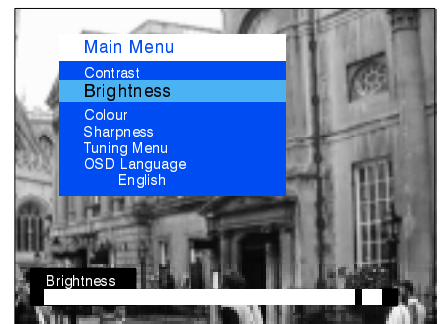 Main Menu
Contrast
Brightness
Colour
Sharpness
Tuning Menu
OSD Language
English
Brightness